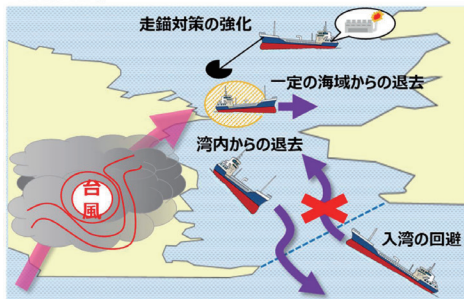 走錨対策の強化
一定の海域からの退去
湾内からの退去
台
風
入湾の回避